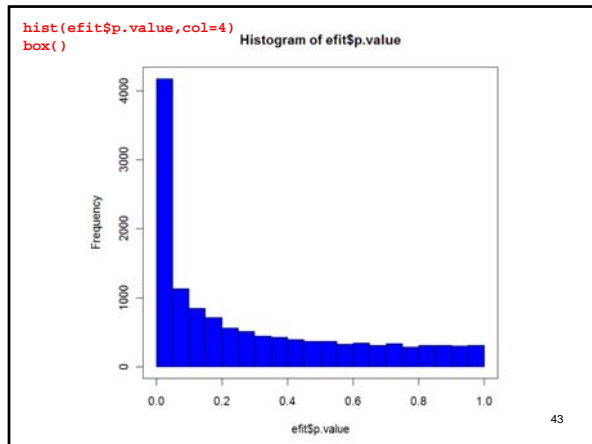 hist(efit$p.value,col=4)
box()
Histogram of efit$p.value
Frequency
4000
3000
2000
1000
0
0.0 0.2 0.4 0.6 0.8 1.0
efit$p.value
43